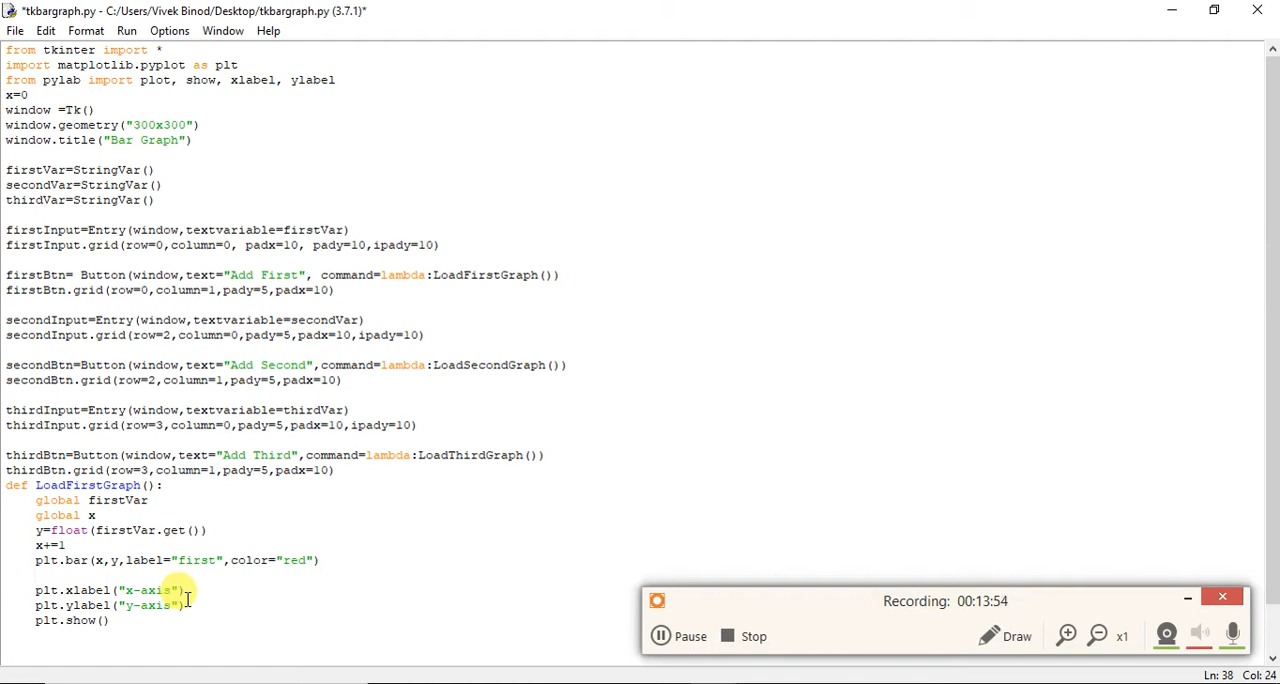 *tkbargraph.py - C:/Users/Vivek Binod/Desktop/tkbargraph.py (3.7.1)*
File Edit Format Run Options Window Help
from tkinter import *
import matplotlib.pyplot as plt
from pylab import plot, show, xlabel, ylabel
x=0
window =Tk()
window.geometry("300x300")
window.title("Bar Graph")
firstVar=StringVar()
secondVar=StringVar()
thirdVar=StringVar()
firstInput=Entry(window,textvariable=firstVar)
firstInput.grid(row=0,column=0, padx=10, pady=10,ipady=10)
firstBtn= Button(window,text="Add First", command=lambda:LoadFirstGraph())
firstBtn.grid(row=0,column=1,pady=5,padx=10)
secondInput=Entry(window,textvariable=secondVar)
secondInput.grid(row=2,column=0,pady=5,padx=10,ipady=10)
secondBtn=Button(window,text="Add Second",command=lambda:LoadSecondGraph())
secondBtn.grid(row=2,column=1,pady=5,padx=10)
thirdInput=Entry(window,textvariable=thirdVar)
thirdInput.grid(row=3,column=0,pady=5,padx=10,ipady=10)
thirdBtn=Button(window,text="Add Third",command=lambda:LoadThirdGraph())
thirdBtn.grid(row=3,column=1,pady=5,padx=10)
def LoadFirstGraph():
    global firstVar
    global x
    y=float(firstVar.get())
    x+=1
    plt.bar(x,y,label="first",color="red")
    plt.xlabel("x-axis")
    plt.ylabel("y-axis")
    plt.show()
Recording: 00:13:54
Pause Stop Draw x1
Ln: 38 Col: 24